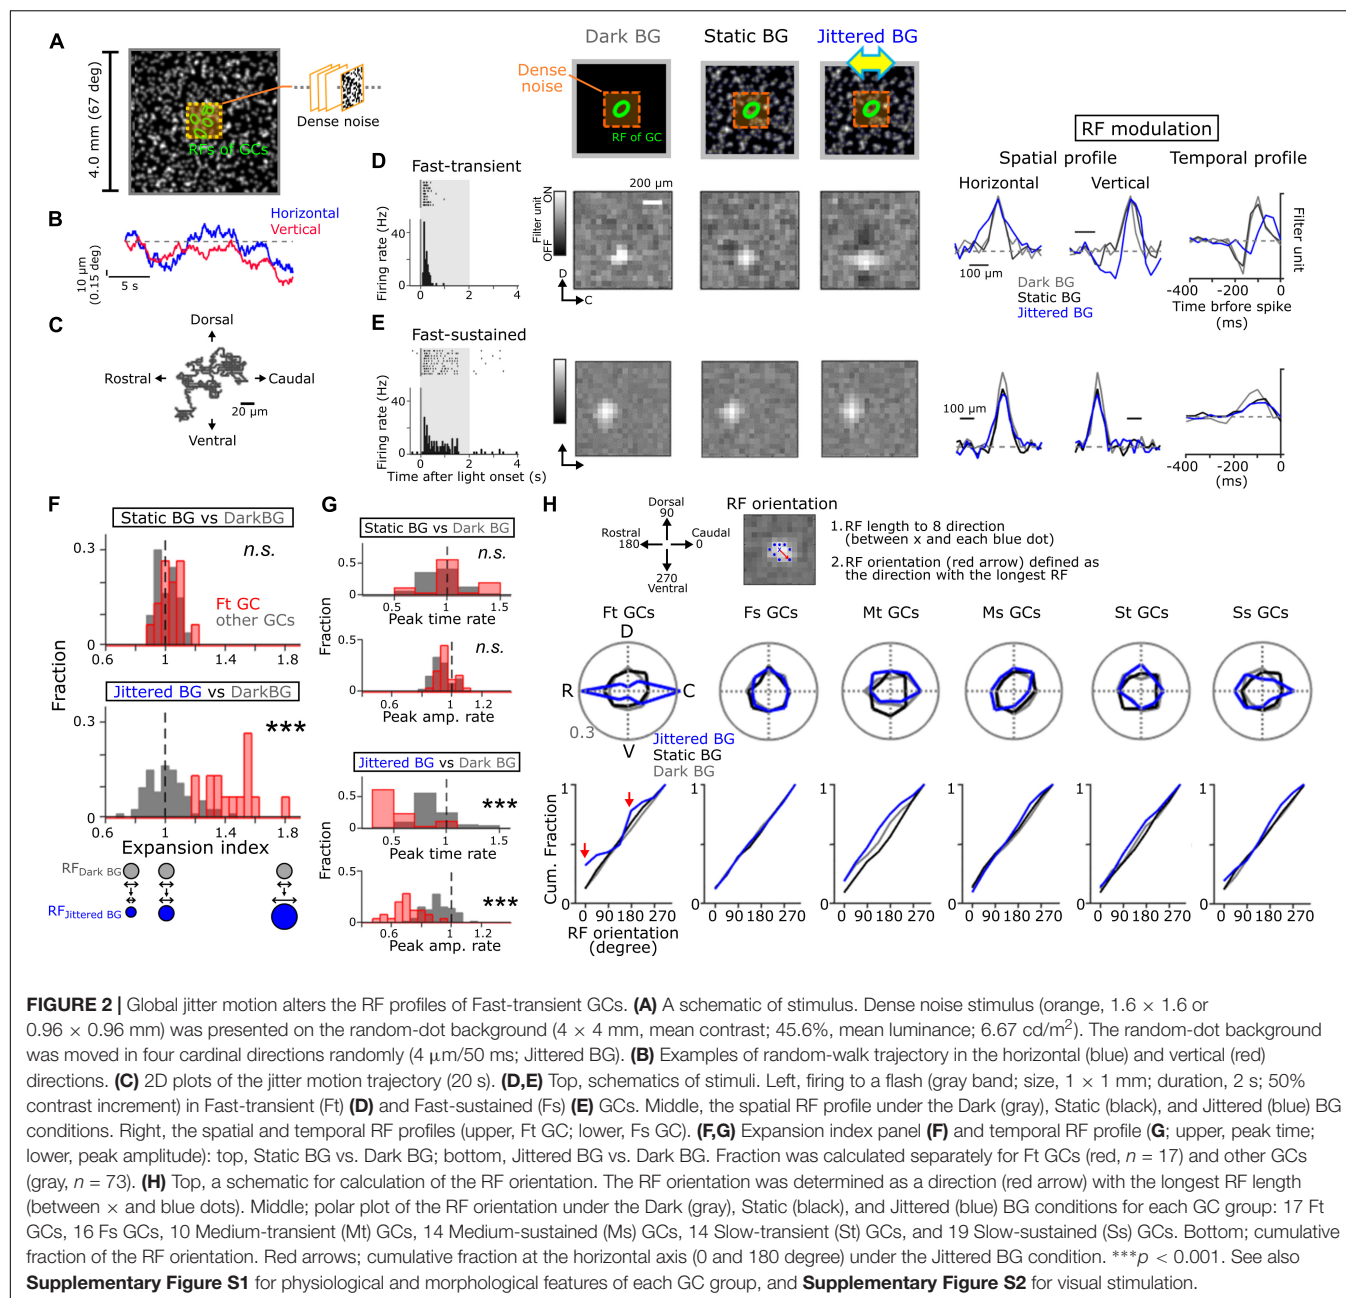 A
4.0 mm (67 deg)
RFs of GCs
Dense noise
Dark BG
Static BG
Jittered BG
Dense
noise
RF of GC
RF modulation
Spatial profile
Temporal profile
Horizontal
Vertical
B
Horizontal
Vertical
10 μm
(0.15 deg)
5 s
C
Dorsal
Rostral
Caudal
20 μm
Ventral
D
Fast-transient
Firing rate (Hz)
40
0
0 2 4
Filter unit
OFF ON
200 μm
D
C
100 μm
Dark BG
Static BG
Jittered BG
Filter unit
-400 -200 0
Time brfore spike
(ms)
E
Fast-sustained
Firing rate (Hz)
40
0
0 2 4
Time after light onset (s)
100 μm
-400 -200 0
(ms)
F
Static BG vs DarkBG
n.s.
0.3
0
Ft GC
other GCs
0.6 1 1.4 1.8
Fraction
Jittered BG vs DarkBG
0.3
***
0
0.6 1 1.4 1.8
Expansion index
RFDark BG
RFJittered BG
G
Static BG vs Dark BG
n.s.
0.5
0
0.5 1 1.5
Peak time rate
Fraction
n.s.
0.5
0
0.6 1 1.2
Peak amp. rate
Jittered BG vs Dark BG
0.5
***
0
0.5 1 1.5
Peak time rate
Fraction
0.5
***
0
0.6 1 1.2
Peak amp. rate
H
Dorsal
90
Rostral
180
Caudal
0
270
Ventral
RF orientation
1. RF length to 8 direction
(between x and each blue dot)
2. RF orientation (red arrow) defined as
the direction with the longest RF
Ft GCs
Fs GCs
Mt GCs
Ms GCs
St GCs
Ss GCs
D
R
C
V
0.3
Jittered BG
Static BG
Dark BG
Cum. Fraction
1
0
0 90 180 270
RF orientation
(degree)
1
0 90 180 270
1
0 90 180 270
1
0 90 180 270
1
0 90 180 270
1
0 90 180 270
FIGURE 2 | Global jitter motion alters the RF profiles of Fast-transient GCs. (A) A schematic of stimulus. Dense noise stimulus (orange, 1.6 × 1.6 or
0.96 × 0.96 mm) was presented on the random-dot background (4 × 4 mm, mean contrast; 45.6%, mean luminance; 6.67 cd/m²). The random-dot background
was moved in four cardinal directions randomly (4 μm/50 ms; Jittered BG). (B) Examples of random-walk trajectory in the horizontal (blue) and vertical (red)
directions. (C) 2D plots of the jitter motion trajectory (20 s). (D,E) Top, schematics of stimuli. Left, firing to a flash (gray band; size, 1 × 1 mm; duration, 2 s; 50%
contrast increment) in Fast-transient (Ft) (D) and Fast-sustained (Fs) (E) GCs. Middle, the spatial RF profile under the Dark (gray), Static (black), and Jittered (blue) BG
conditions. Right, the spatial and temporal RF profiles (upper, Ft GC; lower, Fs GC). (F,G) Expansion index panel (F) and temporal RF profile (G; upper, peak time;
lower, peak amplitude): top, Static BG vs. Dark BG; bottom, Jittered BG vs. Dark BG. Fraction was calculated separately for Ft GCs (red, n = 17) and other GCs
(gray, n = 73). (H) Top, a schematic for calculation of the RF orientation. The RF orientation was determined as a direction (red arrow) with the longest RF length
(between × and blue dots). Middle; polar plot of the RF orientation under the Dark (gray), Static (black), and Jittered (blue) BG conditions for each GC group: 17 Ft
GCs, 16 Fs GCs, 10 Medium-transient (Mt) GCs, 14 Medium-sustained (Ms) GCs, 14 Slow-transient (St) GCs, and 19 Slow-sustained (Ss) GCs. Bottom; cumulative
fraction of the RF orientation. Red arrows; cumulative fraction at the horizontal axis (0 and 180 degree) under the Jittered BG condition. ***p < 0.001. See also
Supplementary Figure S1 for physiological and morphological features of each GC group, and Supplementary Figure S2 for visual stimulation.